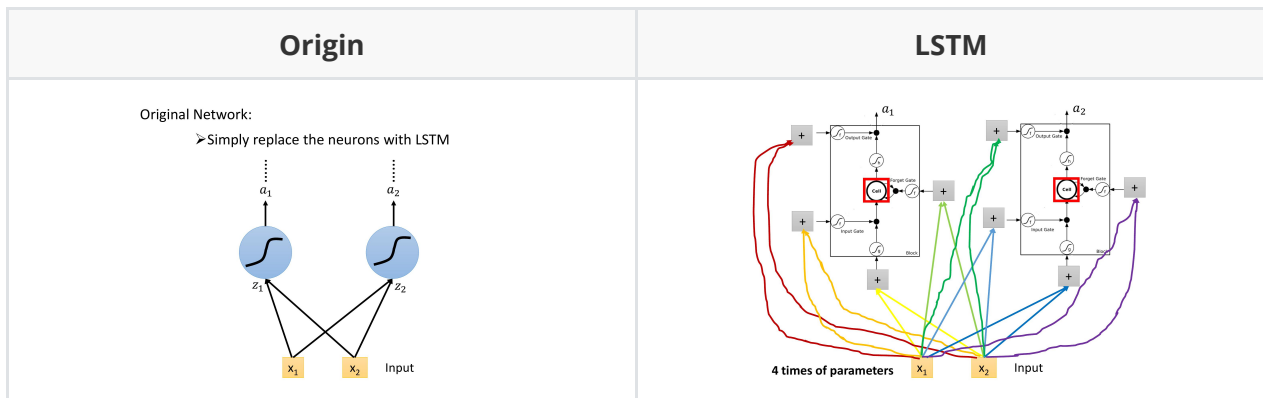 Origin
LSTM
Original Network:
➢Simply replace the neurons with LSTM
a₁
a₂
z₁
z₂
x₁
x₂
Input
a₁
a₂
+
Output Gate
+
Output Gate
Cell
Forget Gate
+
Cell
Forget Gate
+
+
Input Gate
+
Input Gate
Block
Block
+
+
4 times of parameters
x₁
x₂
Input